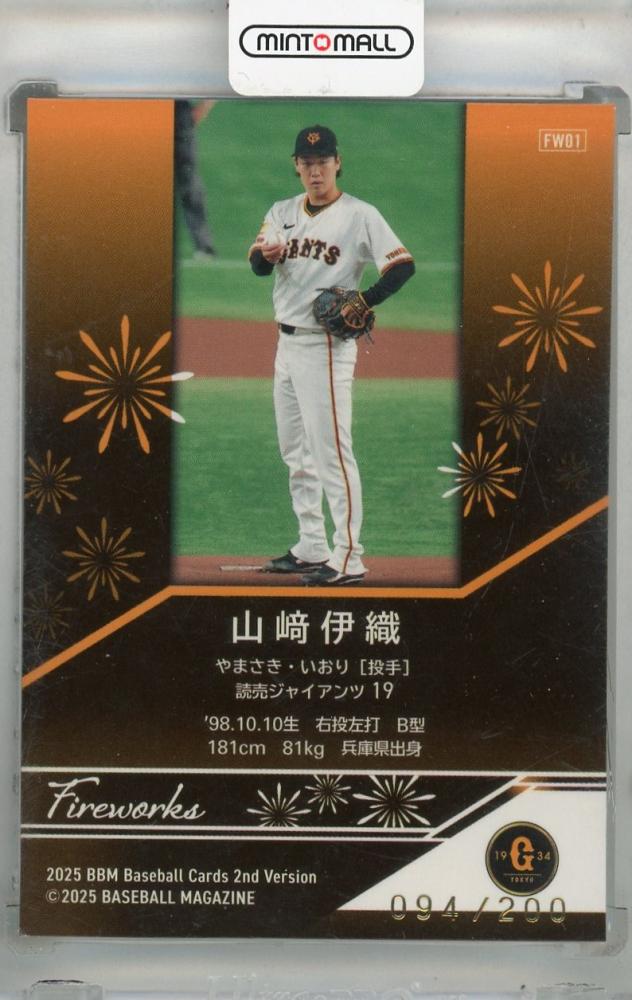 MINTMALL
FW01
GIANTS
山﨑伊織
やまさき・いおり [投手]
読売ジャイアンツ 19
'98.10.10生 右投左打 B型
181cm 81kg 兵庫県出身
Fireworks
19 G 34
TOKYO
2025 BBM Baseball Cards 2nd Version
©2025 BASEBALL MAGAZINE
094/200